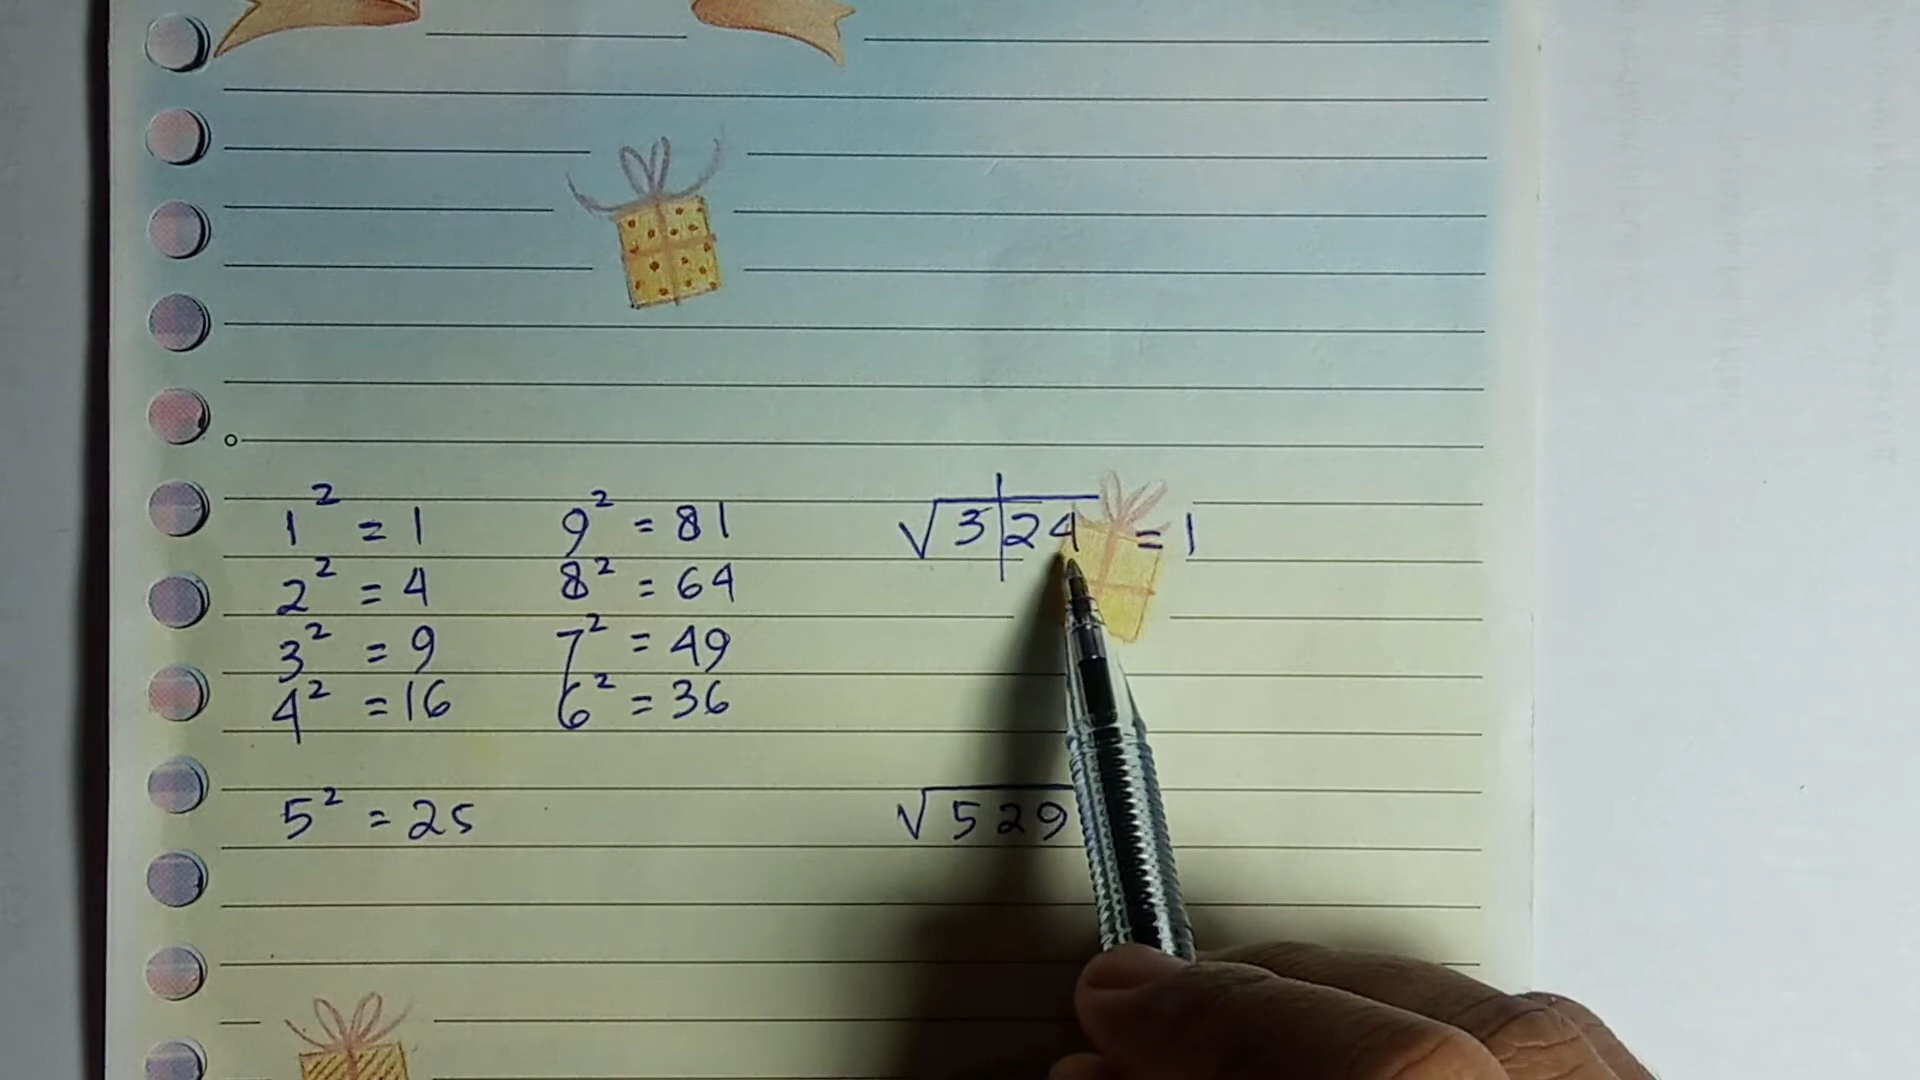 1² = 1 9² = 81 √3|24 = 1
2² = 4 8² = 64
3² = 9 7² = 49
4² = 16 6² = 36
5² = 25 √529